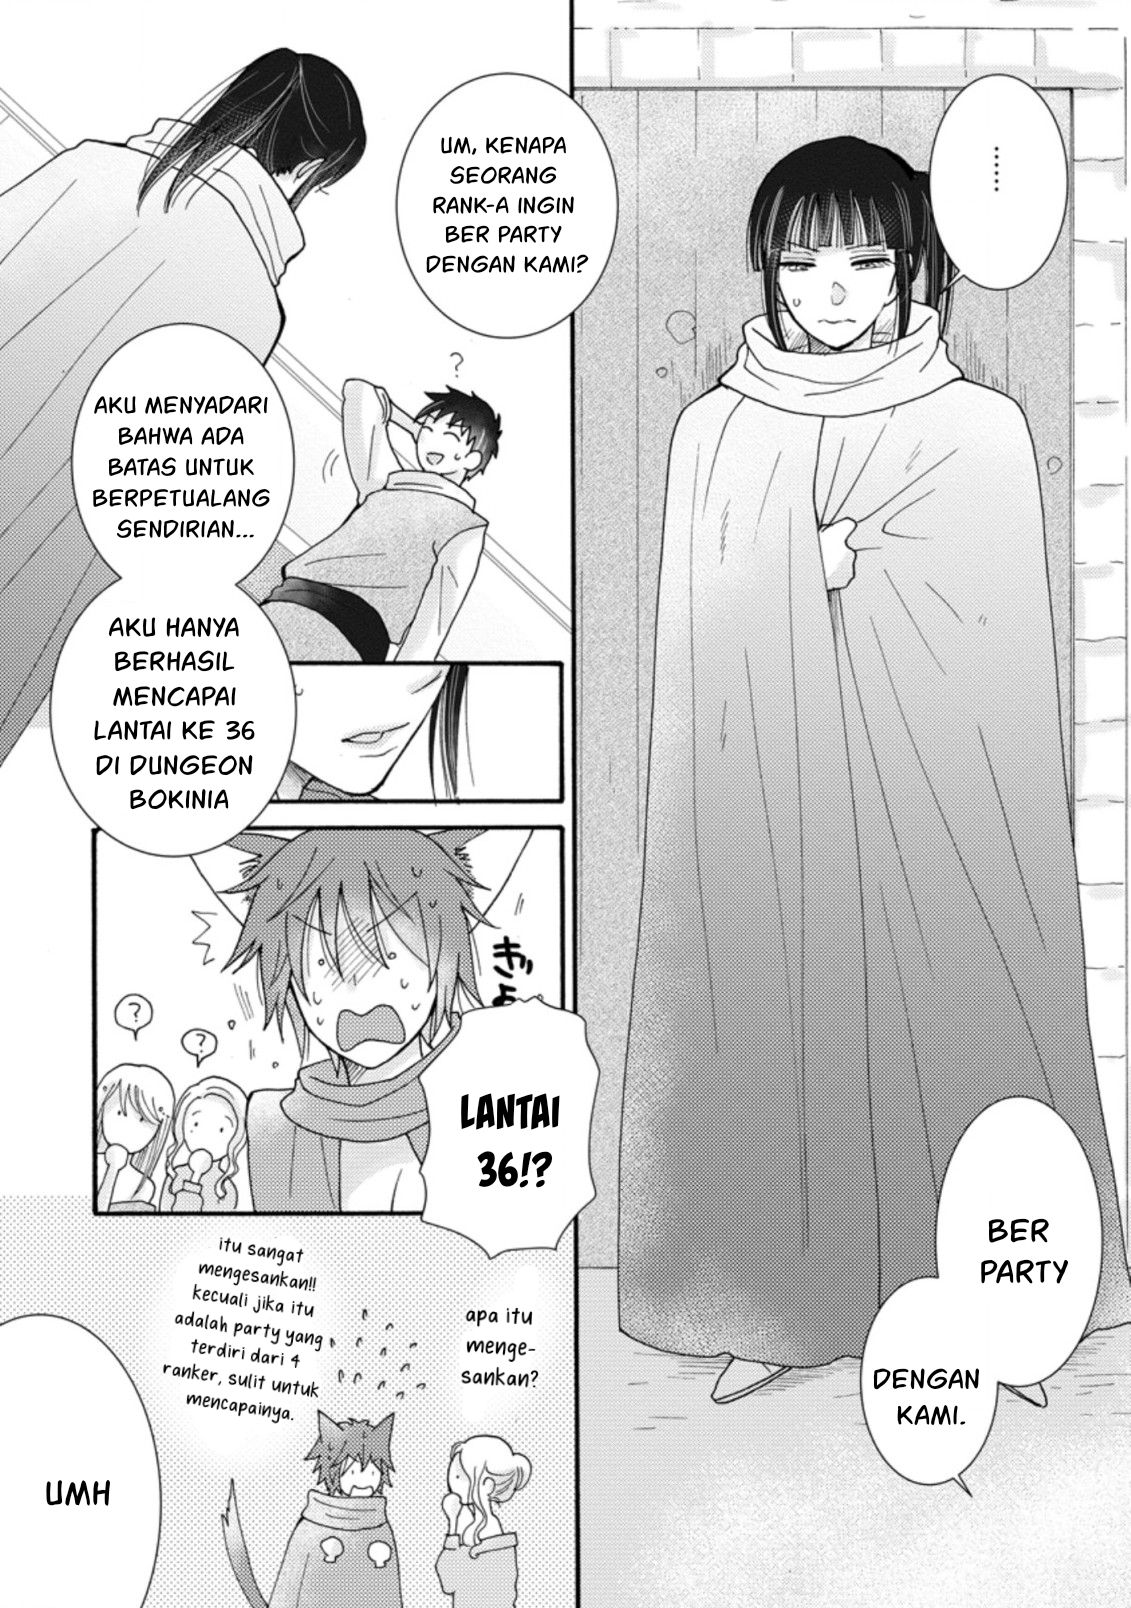 ......
BER
PARTY
DENGAN
KAMI.
UM, KENAPA
SEORANG
RANK-A INGIN
BER PARTY
DENGAN KAMI?
?
AKU MENYADARI
BAHWA ADA
BATAS UNTUK
BERPETUALANG
SENDIRIAN...
AKU HANYA
BERHASIL
MENCAPAI
LANTAI KE 36
DI DUNGEON
BOKINIA
ぎょ
LANTAI
36!?
?
?
apa itu
menge-
sankan?
itu sangat
mengesankan!!
kecuali jika itu
adalah party yang
terdiri dari 4
ranker, sulit untuk
mencapainya.
UMH